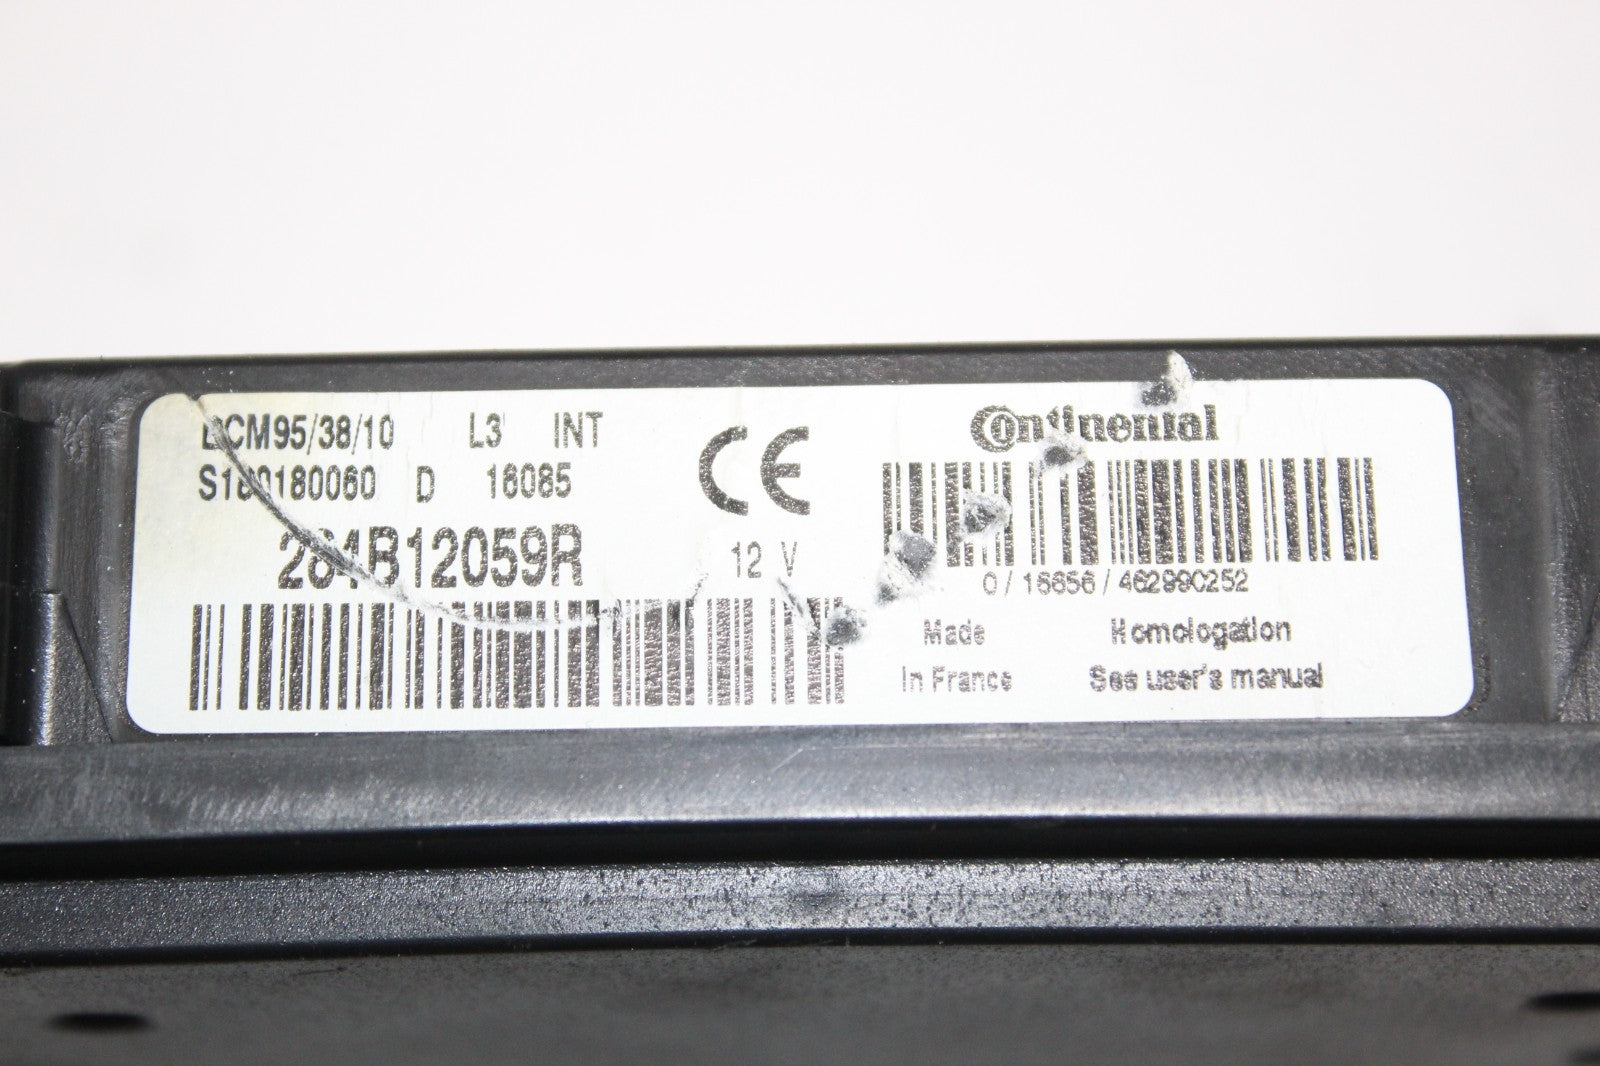 BCM95/38/10 L3 INT
S180180060 D 16085
284B12059R
CE
12 V
Continental
0/16656/462990252
Made
In France
Homologation
See user's manual